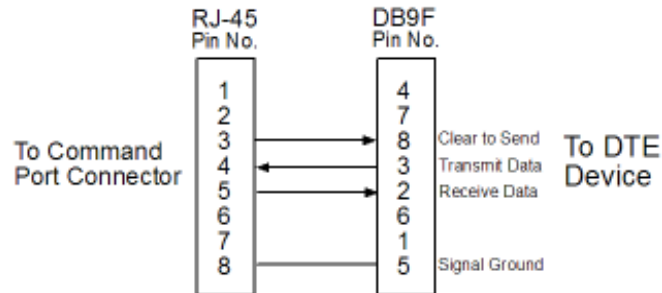 RJ-45 DB9F
Pin No. Pin No.
1 4
2 7
3 8 Clear to Send
4 3 Transmit Data
5 2 Receive Data
6 6
7 1
8 5 Signal Ground
To Command
Port Connector
To DTE
Device